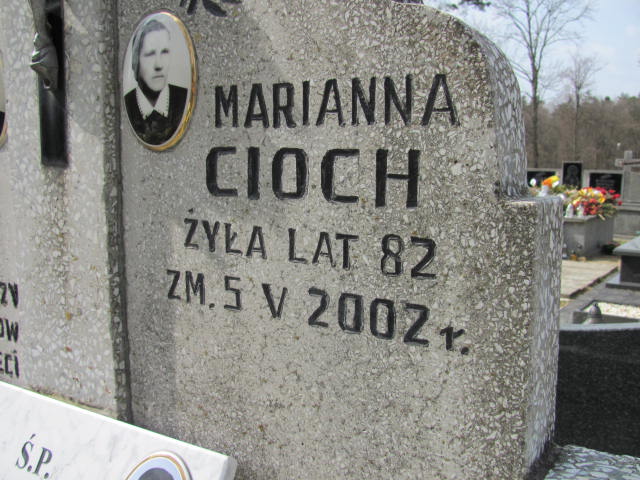 MARIANNA
CIOCH
ŻYŁA LAT 82
ZM. 5 V 2002 r.
Ś.P.